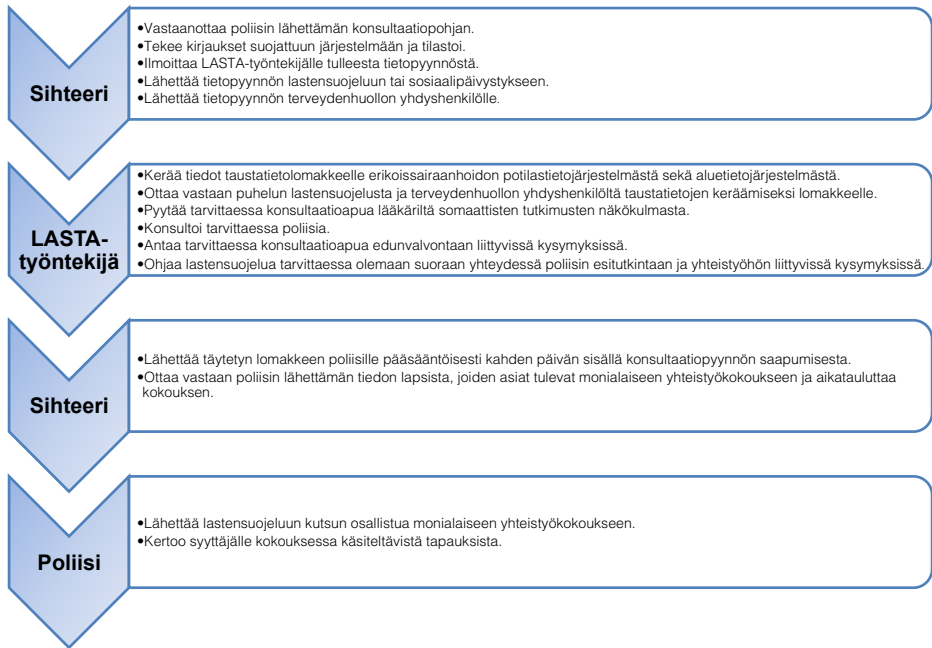 Sihteeri
•Vastaanottaa poliisin lähettämän konsultaatiopohjan.
•Tekee kirjaukset suojattuun järjestelmään ja tilastoi.
•Ilmoittaa LASTA-työntekijälle tulleesta tietopyynnöstä.
•Lähettää tietopyynnön lastensuojeluun tai sosiaalipäivystykseen.
•Lähettää tietopyynnön terveydenhuollon yhdyshenkilölle.
LASTA-
työntekijä
•Kerää tiedot taustatietolomakkeelle erikoissairaanhoidon potilastietojärjestelmästä sekä aluetietojärjestelmästä.
•Ottaa vastaan puhelun lastensuojelusta ja terveydenhuollon yhdyshenkilöltä taustatietojen keräämiseksi lomakkeelle.
•Pyytää tarvittaessa konsultaatioapua lääkäriltä somaattisten tutkimusten näkökulmasta.
•Konsultoi tarvittaessa poliisia.
•Antaa tarvittaessa konsultaatioapua edunvalvontaan liittyvissä kysymyksissä.
•Ohjaa lastensuojelua tarvittaessa olemaan suoraan yhteydessä poliisin esitutkintaan ja yhteistyöhön liittyvissä kysymyksissä.
Sihteeri
•Lähettää täytetyn lomakkeen poliisille pääsääntöisesti kahden päivän sisällä konsultaatiopyynnön saapumisesta.
•Ottaa vastaan poliisin lähettämän tiedon lapsista, joiden asiat tulevat monialaiseen yhteistyökokoukseen ja aikatauluttaa
kokouksen.
Poliisi
•Lähettää lastensuojeluun kutsun osallistua monialaiseen yhteistyökokoukseen.
•Kertoo syyttäjälle kokouksessa käsiteltävistä tapauksista.